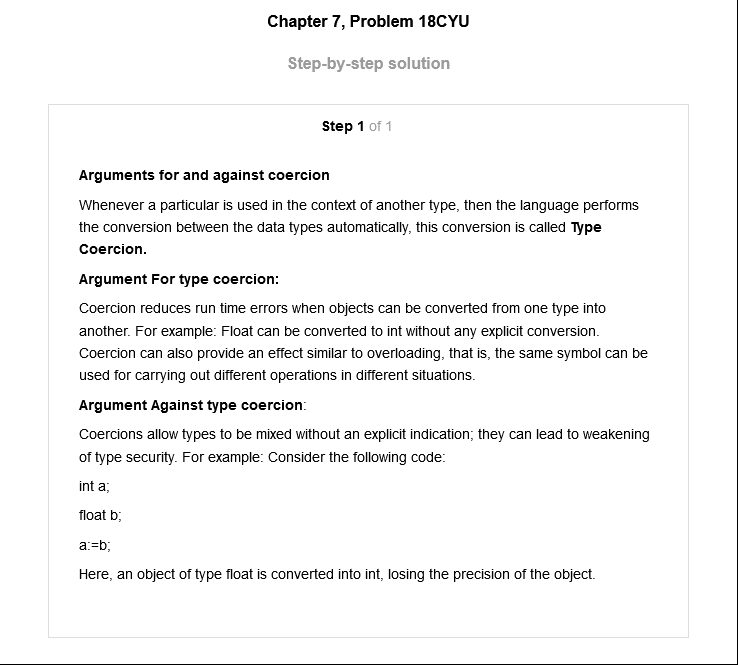 Chapter 7, Problem 18CYU
Step-by-step solution
Step 1 of 1
Arguments for and against coercion
Whenever a particular is used in the context of another type, then the language performs
the conversion between the data types automatically, this conversion is called Type
Coercion.
Argument For type coercion:
Coercion reduces run time errors when objects can be converted from one type into
another. For example: Float can be converted to int without any explicit conversion.
Coercion can also provide an effect similar to overloading, that is, the same symbol can be
used for carrying out different operations in different situations.
Argument Against type coercion:
Coercions allow types to be mixed without an explicit indication; they can lead to weakening
of type security. For example: Consider the following code:
int a;
float b;
a:=b;
Here, an object of type float is converted into int, losing the precision of the object.